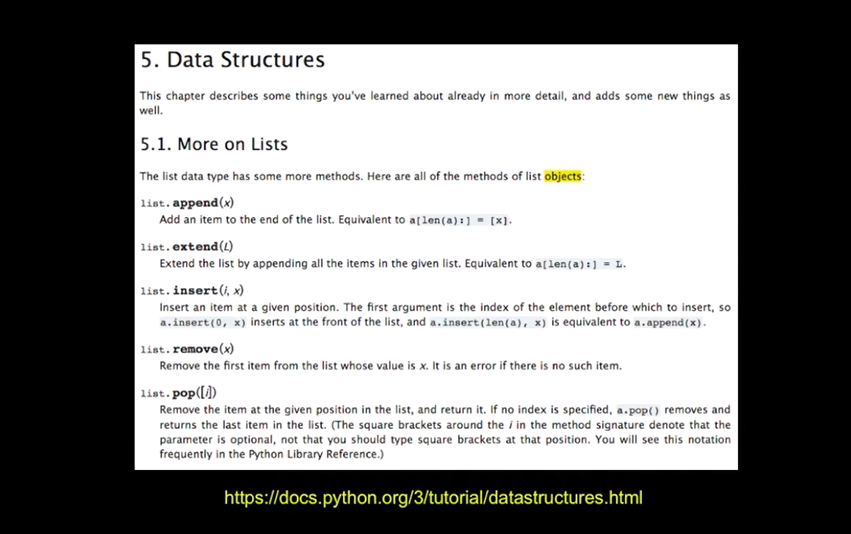 5. Data Structures
This chapter describes some things you've learned about already in more detail, and adds some new things as
well.
5.1. More on Lists
The list data type has some more methods. Here are all of the methods of list objects:
list.append(x)
Add an item to the end of the list. Equivalent to a[len(a):] = [x].
list.extend(L)
Extend the list by appending all the items in the given list. Equivalent to a[len(a):] = L.
list.insert(i, x)
Insert an item at a given position. The first argument is the index of the element before which to insert, so
a.insert(0, x) inserts at the front of the list, and a.insert(len(a), x) is equivalent to a.append(x).
list.remove(x)
Remove the first item from the list whose value is x. It is an error if there is no such item.
list.pop([i])
Remove the item at the given position in the list, and return it. If no index is specified, a.pop() removes and
returns the last item in the list. (The square brackets around the i in the method signature denote that the
parameter is optional, not that you should type square brackets at that position. You will see this notation
frequently in the Python Library Reference.)
https://docs.python.org/3/tutorial/datastructures.html